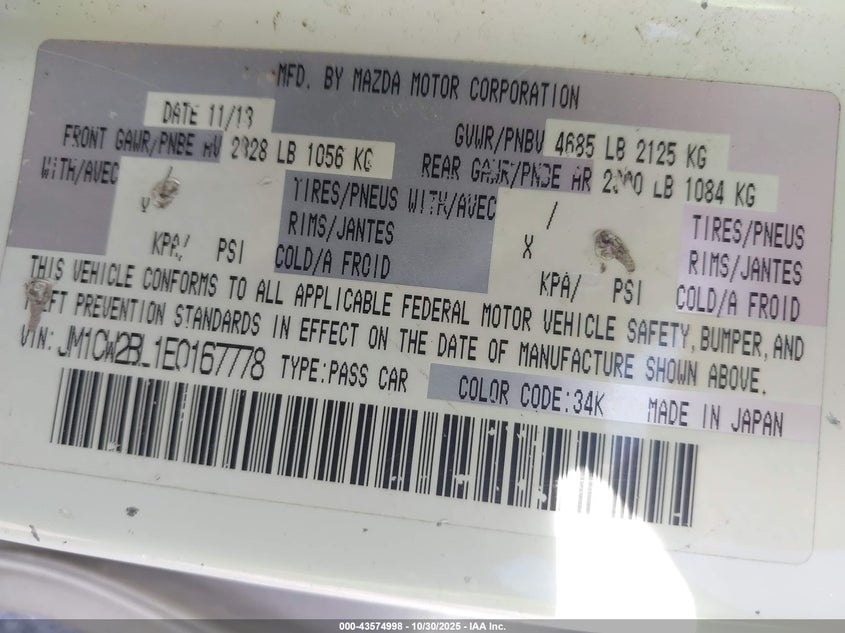 MFD. BY MAZDA MOTOR CORPORATION
DATE 11/13
GVWR/PNBV 4685 LB 2125 KG
FRONT GAWR/PNBE AV 2328 LB 1056 KG
REAR GAWR/PNBE AR LB 1084 KG
WITH/AVEC TIRES/PNEUS
RIMS/JANTES
KPA/ PSI COLD/A FROID
WITH/AVEC / TIRES/PNEUS
X RIMS/JANTES
KPA/ PSI COLD/A FROID
THIS VEHICLE CONFORMS TO ALL APPLICABLE FEDERAL MOTOR VEHICLE SAFETY, BUMPER, AND
THEFT PREVENTION STANDARDS IN EFFECT ON THE DATE OF MANUFACTURE SHOWN ABOVE.
VIN: JM1CW2BL1E0167778 TYPE:PASS CAR
COLOR CODE:34K MADE IN JAPAN
000-43574998 - 10/30/2025 - IAA Inc.